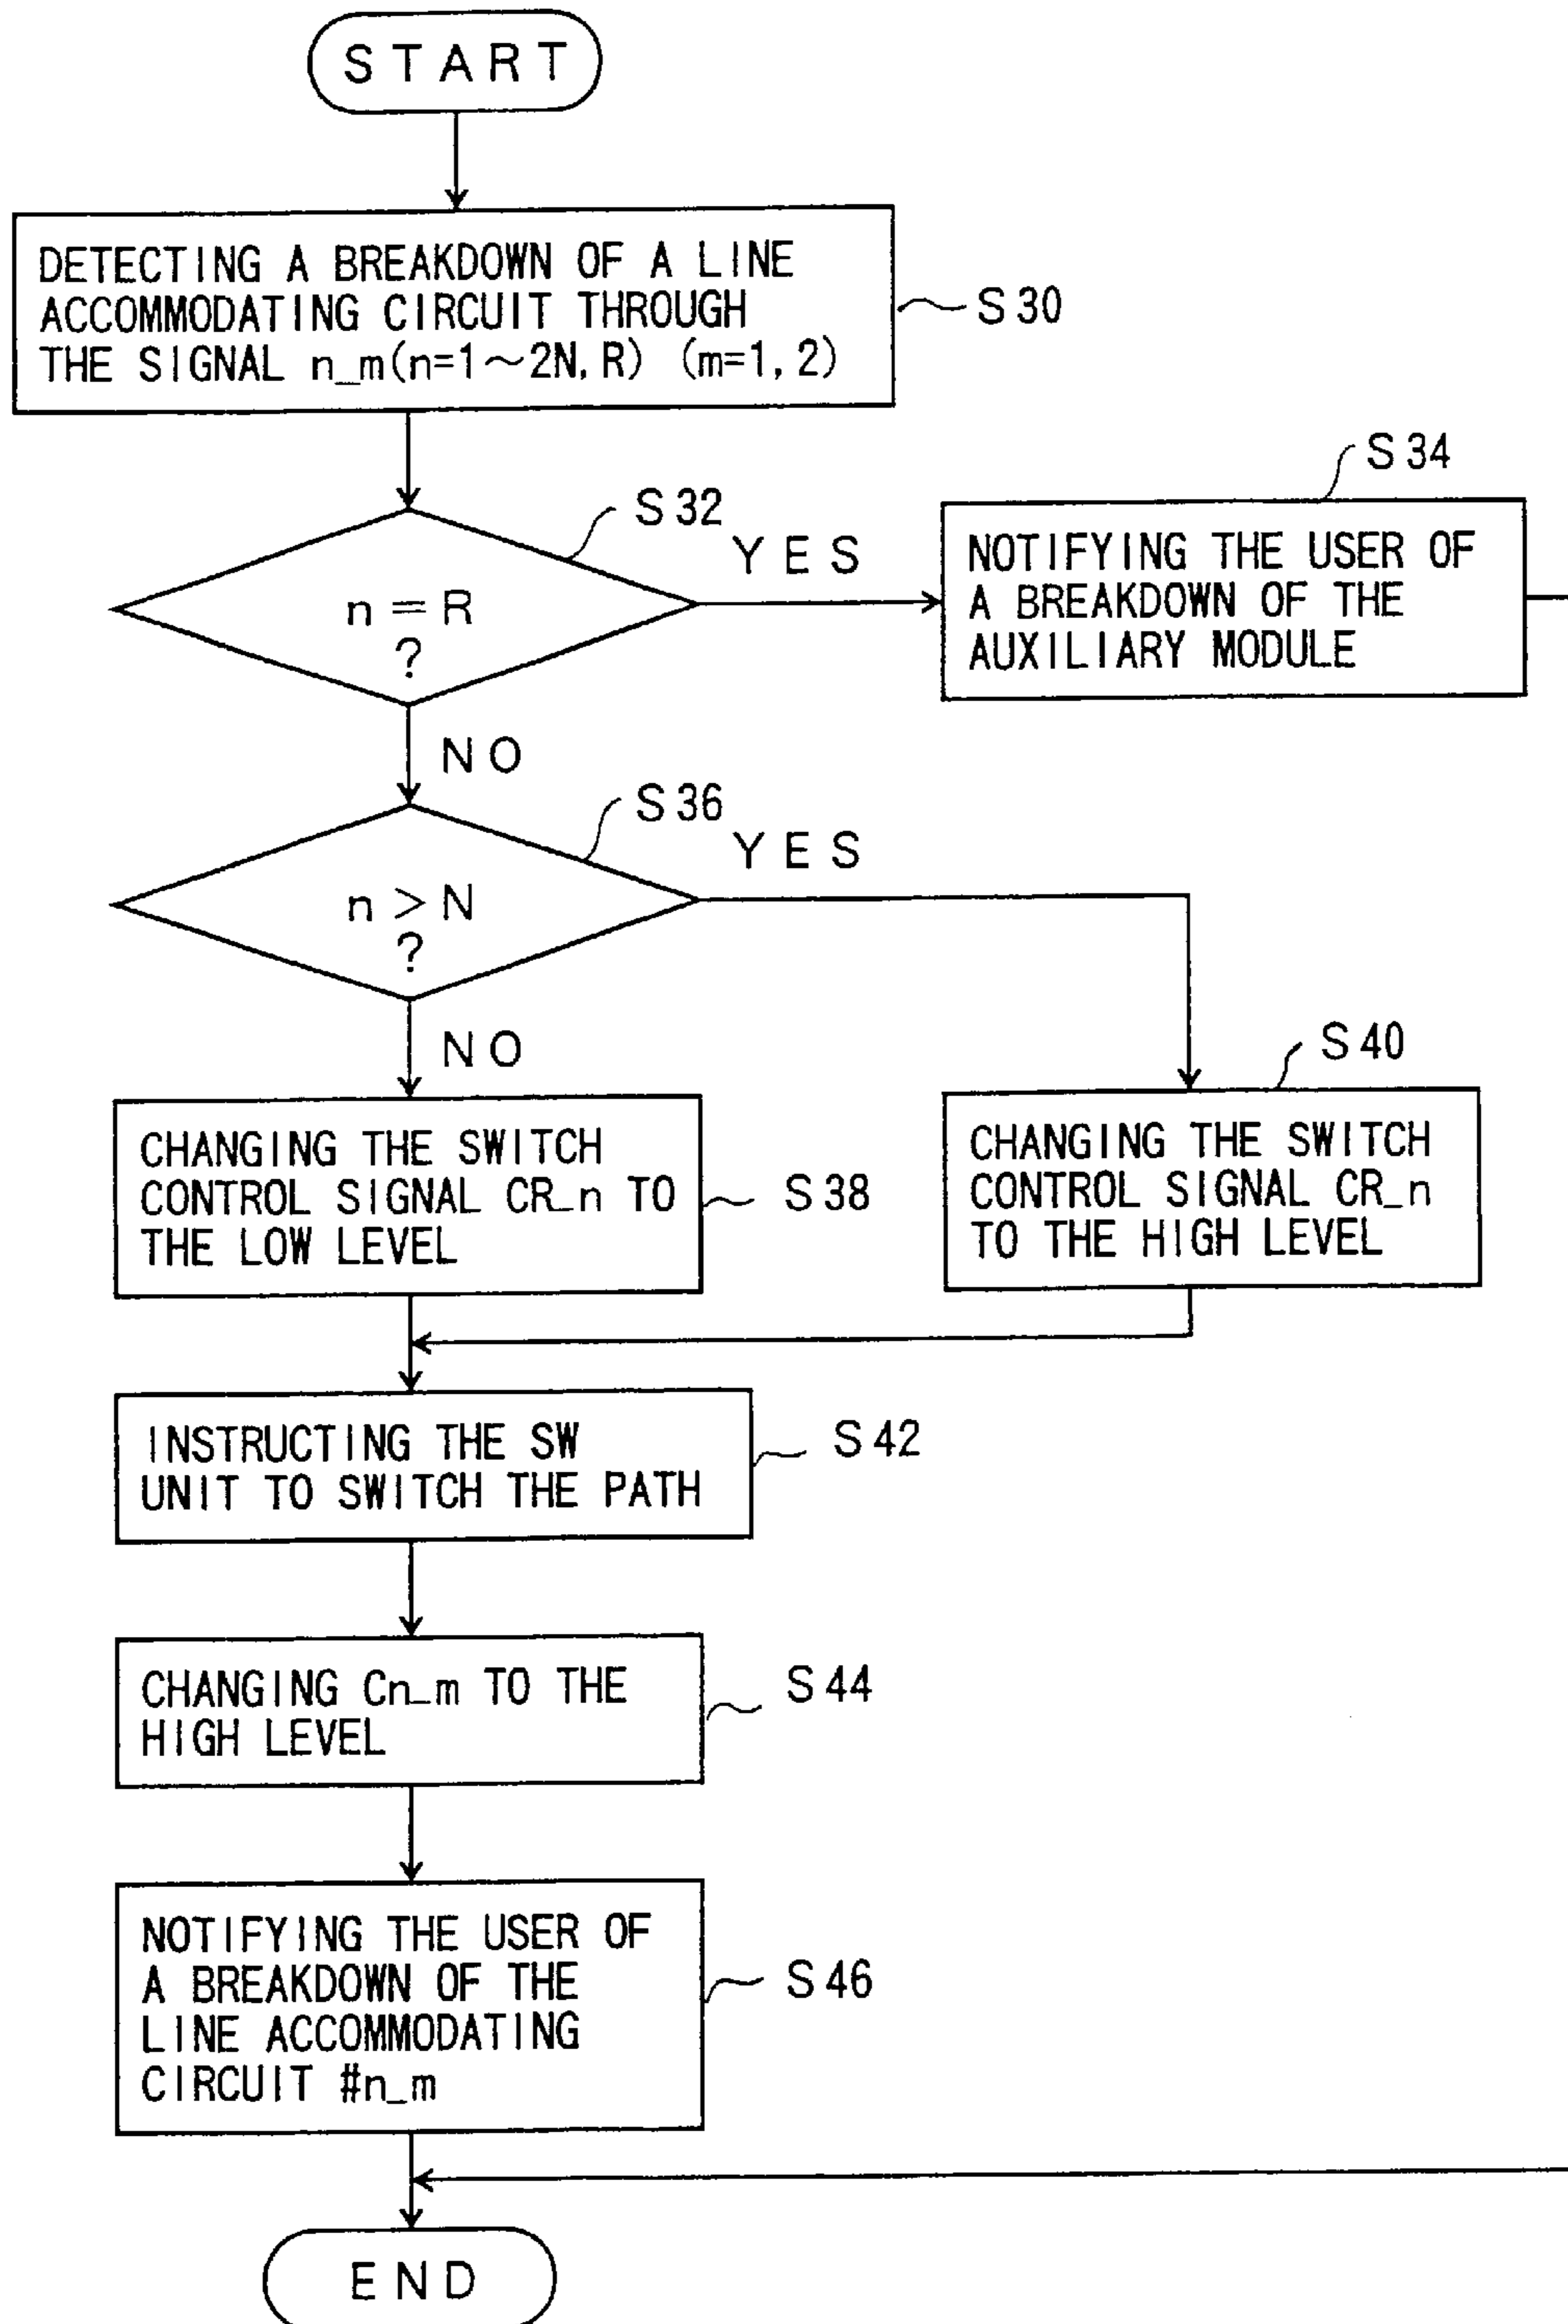 START
DETECTING A BREAKDOWN OF A LINE
ACCOMMODATING CIRCUIT THROUGH
THE SIGNAL n_m(n=1~2N, R) (m=1, 2)
S30
S32
n = R
?
YES
S34
NOTIFYING THE USER OF
A BREAKDOWN OF THE
AUXILIARY MODULE
NO
S36
n > N
?
YES
NO
S40
CHANGING THE SWITCH
CONTROL SIGNAL CR_n TO
THE LOW LEVEL
S38
CHANGING THE SWITCH
CONTROL SIGNAL CR_n
TO THE HIGH LEVEL
INSTRUCTING THE SW
UNIT TO SWITCH THE PATH
S42
CHANGING Cn_m TO THE
HIGH LEVEL
S44
NOTIFYING THE USER OF
A BREAKDOWN OF THE
LINE ACCOMMODATING
CIRCUIT #n_m
S46
END